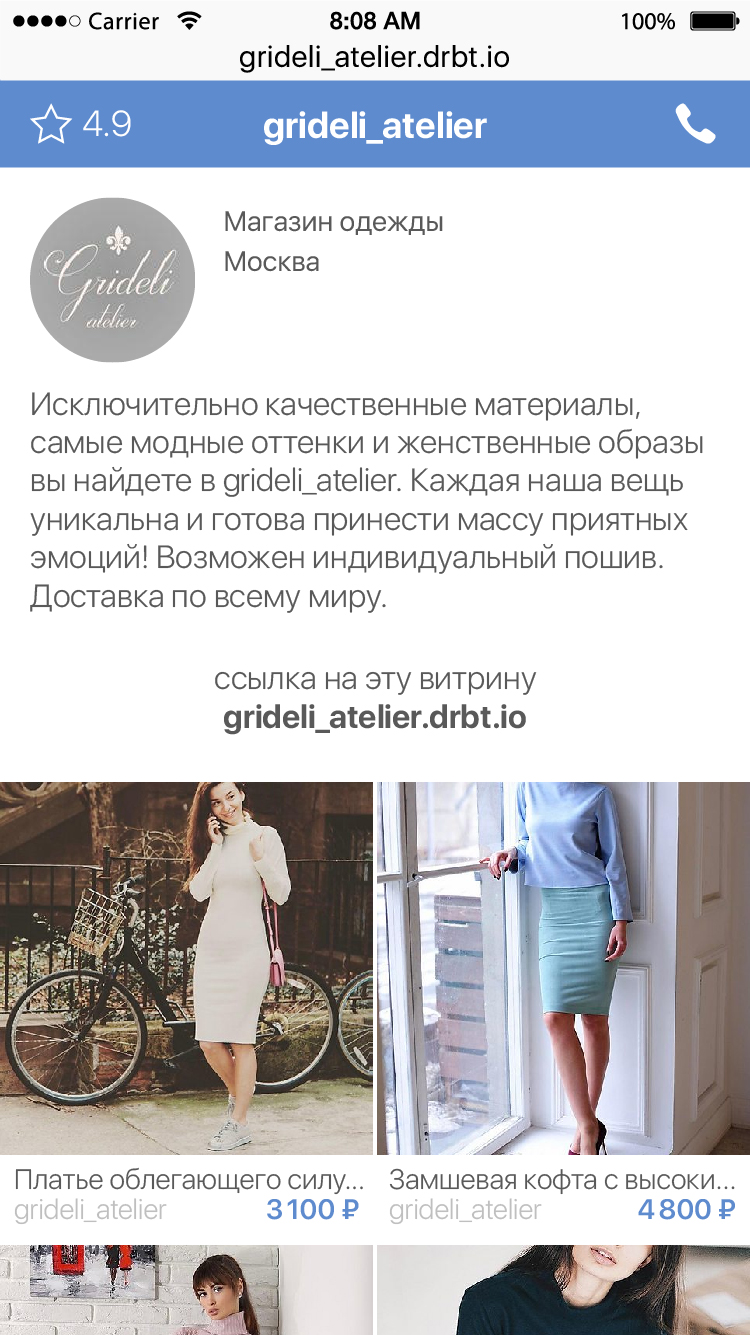 Carrier 8:08 AM 100%
grideli_atelier.drbt.io
4.9 grideli_atelier
Grideli
atelier
Магазин одежды
Москва
Исключительно качественные материалы,
самые модные оттенки и женственные образы
вы найдете в grideli_atelier. Каждая наша вещь
уникальна и готова принести массу приятных
эмоций! Возможен индивидуальный пошив.
Доставка по всему миру.
ссылка на эту витрину
grideli_atelier.drbt.io
Платье облегающего силу...
grideli_atelier 3 100 ₽
Замшевая кофта с высоки...
grideli_atelier 4 800 ₽